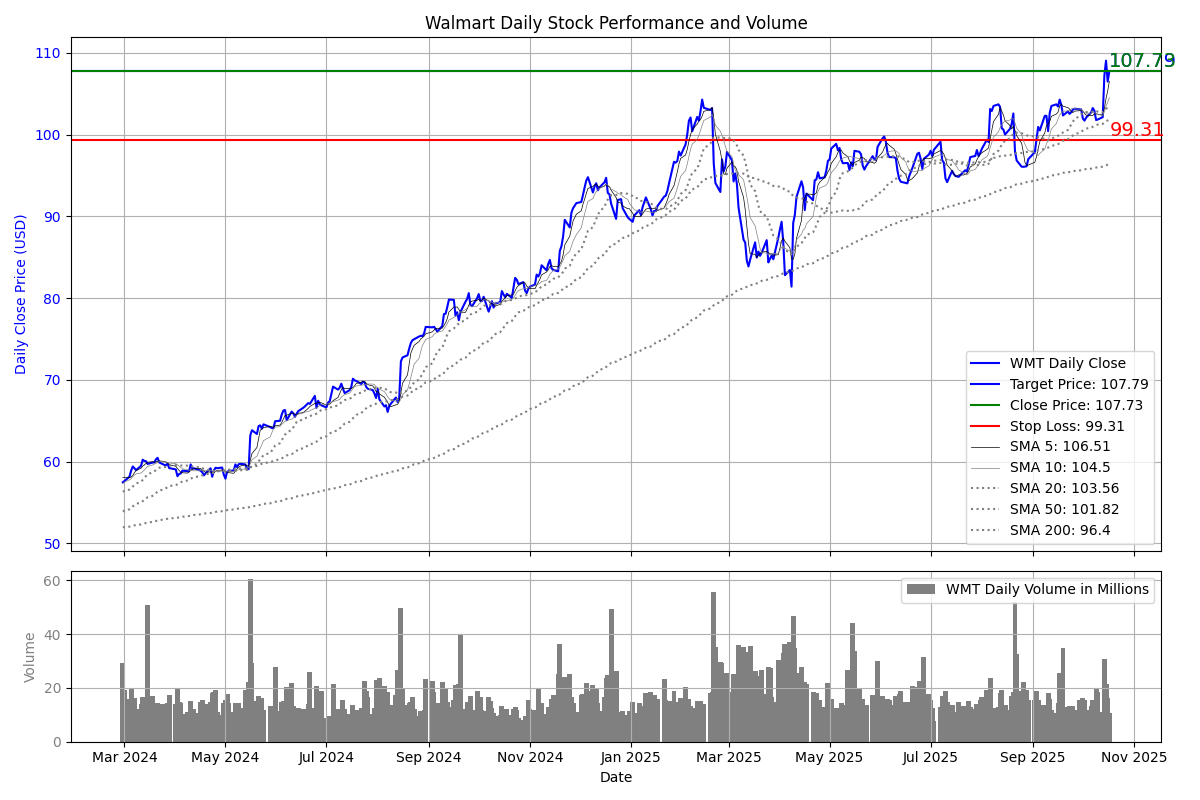 Walmart Daily Stock Performance and Volume
110
100
90
80
70
60
50
Daily Close Price (USD)
107.79
99.31
WMT Daily Close
Target Price: 107.79
Close Price: 107.73
Stop Loss: 99.31
SMA 5: 106.51
SMA 10: 104.5
SMA 20: 103.56
SMA 50: 101.82
SMA 200: 96.4
60
40
20
0
Volume
WMT Daily Volume in Millions
Mar 2024 May 2024 Jul 2024 Sep 2024 Nov 2024 Jan 2025 Mar 2025 May 2025 Jul 2025 Sep 2025 Nov 2025
Date